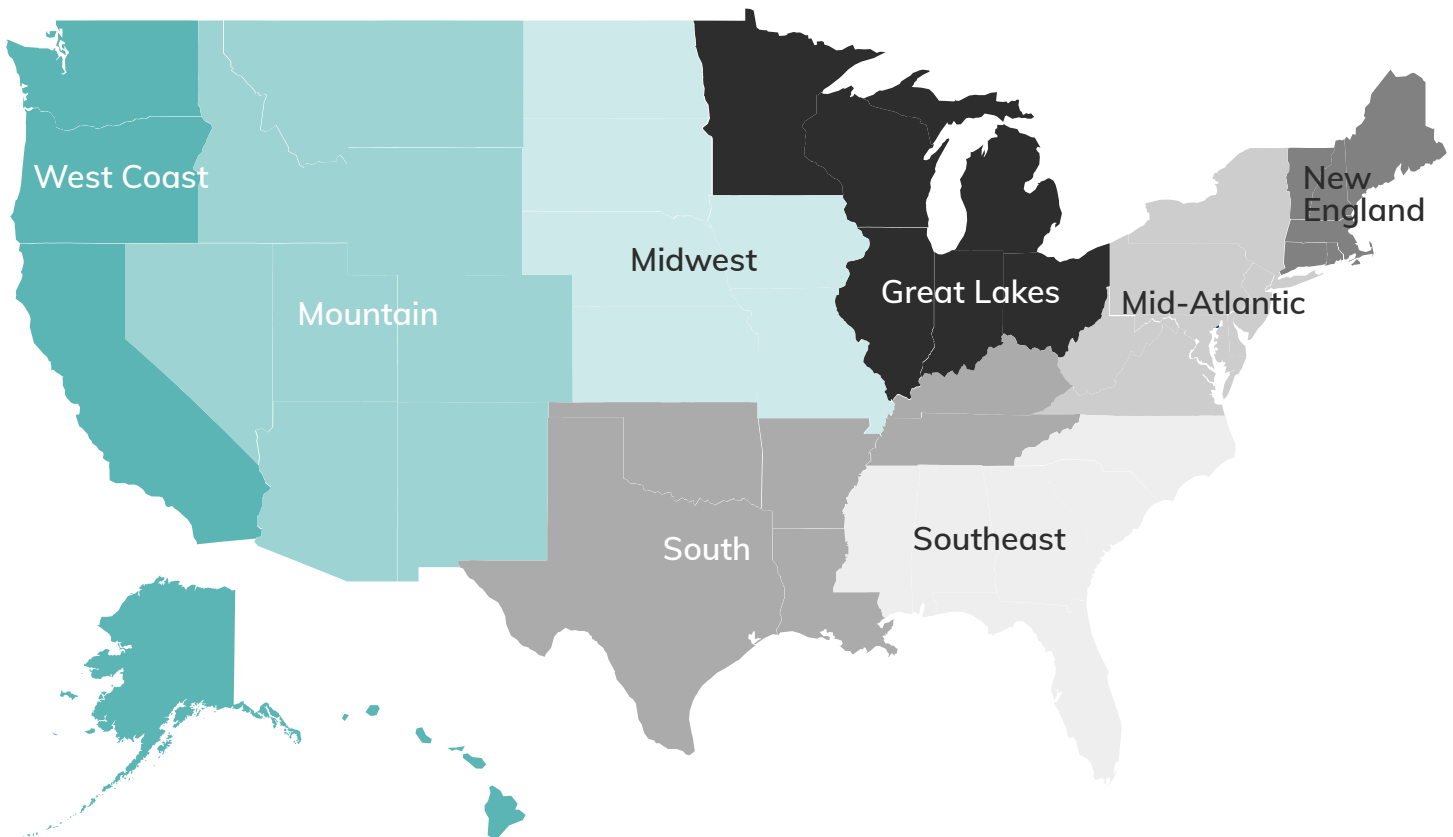 West Coast
New
England
Midwest
Great Lakes
Mid-Atlantic
Mountain
Southeast
South